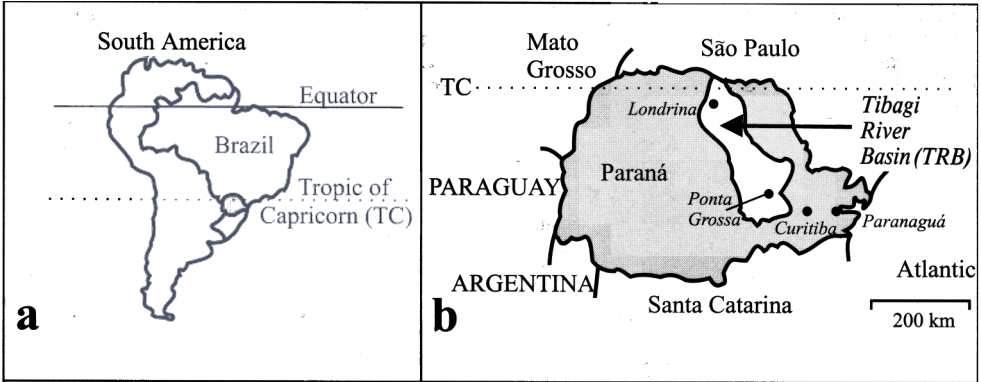 South America
Equator
Brazil
Tropic of
Capricorn (TC)
a
Mato
Grosso
São Paulo
TC
Londrina
Tibagi
River
Basin (TRB)
PARAGUAY
Paraná
Ponta
Grossa
Curitiba
Paranaguá
ARGENTINA
Atlantic
Santa Catarina
200 km
b